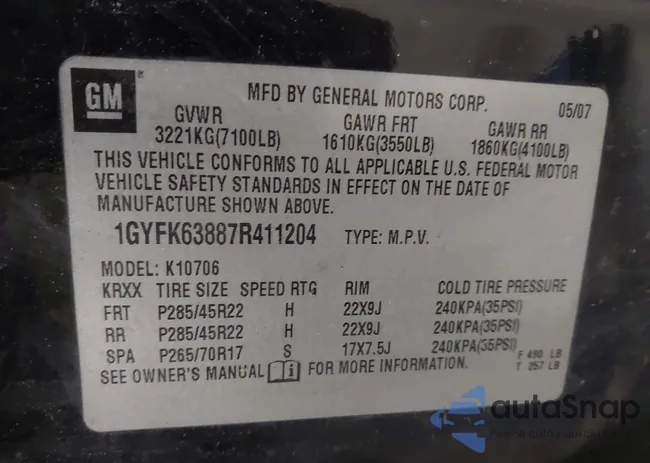 GM
MFD BY GENERAL MOTORS CORP. 05/07
GVWR GAWR FRT GAWR RR
3221KG(7100LB) 1610KG(3550LB) 1860KG(4100LB)
THIS VEHICLE CONFORMS TO ALL APPLICABLE U.S. FEDERAL MOTOR
VEHICLE SAFETY STANDARDS IN EFFECT ON THE DATE OF
MANUFACTURE SHOWN ABOVE.
1GYFK63887R411204 TYPE: M.P.V.
MODEL: K10706
KRXX TIRE SIZE SPEED RTG RIM COLD TIRE PRESSURE
FRT P285/45R22 H 22X9J 240KPA(35PSI)
RR P285/45R22 H 22X9J 240KPA(35PSI)
SPA P265/70R17 S 17X7.5J 240KPA(35PSI)
F 490 LB
T 357 LB
SEE OWNER'S MANUAL FOR MORE INFORMATION.
autoSnap